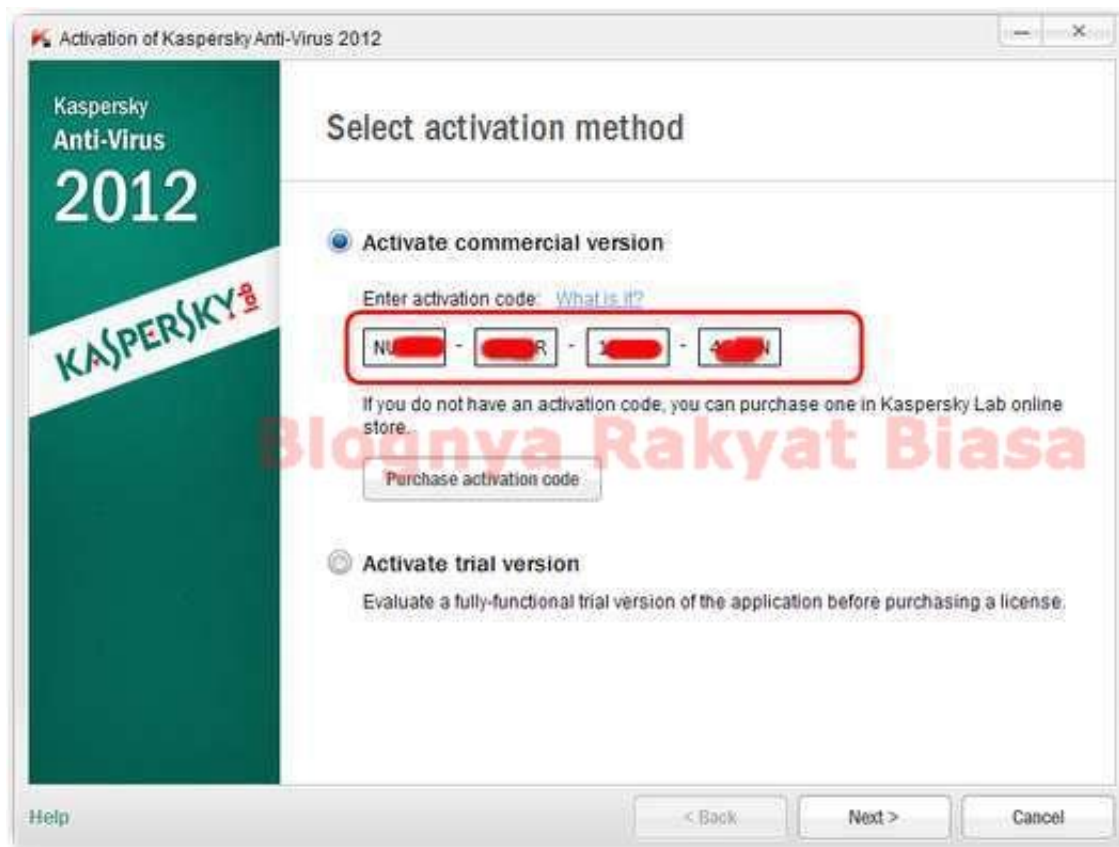 Activation of Kaspersky Anti-Virus 2012
Kaspersky
Anti-Virus
2012
KASPERSKY lab
Select activation method
Activate commercial version
Enter activation code: What is it?
If you do not have an activation code, you can purchase one in Kaspersky Lab online
store.
Blognya Rakyat Biasa
Purchase activation code
Activate trial version
Evaluate a fully-functional trial version of the application before purchasing a license.
Help
< Back
Next >
Cancel